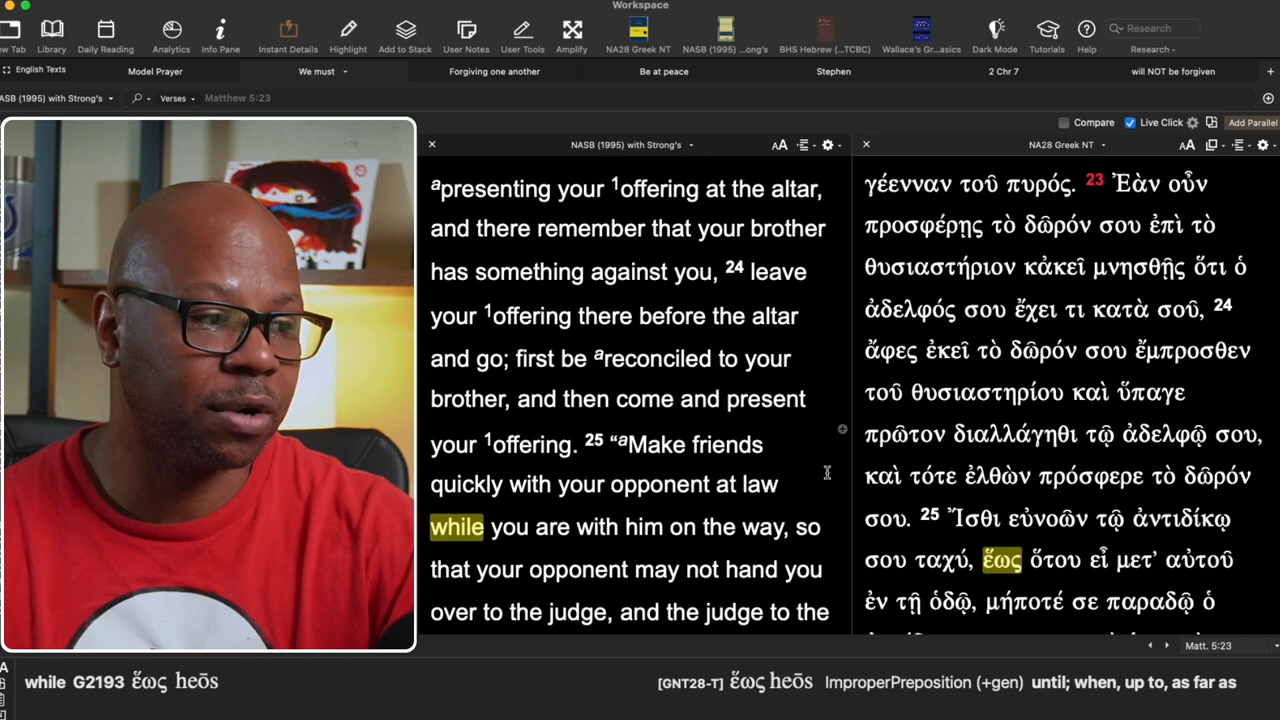 Workspace
ew Tab
Library
Daily Reading
Analytics
Info Pane
Instant Details
Highlight
Add to Stack
User Notes
User Tools
Amplify
NA28 Greek NT
NASB (1995) ...ong's
BHS Hebrew (...TCBC)
Wallace's Gr...asics
Dark Mode
Tutorials
Help
Research
Research -
English Texts
Model Prayer
We must
Forgiving one another
Be at peace
Stephen
2 Chr 7
will NOT be forgiven
ASB (1995) with Strong's
Verses
Matthew 5:23
Compare
Live Click
Add Parallel
NASB (1995) with Strong's
AA
ᵃpresenting your ¹offering at the altar,
and there remember that your brother
has something against you, 24 leave
your ¹offering there before the altar
and go; first be ᵃreconciled to your
brother, and then come and present
your ¹offering. 25 “ᵃMake friends
quickly with your opponent at law
while you are with him on the way, so
that your opponent may not hand you
over to the judge, and the judge to the
NA28 Greek NT
AA
γέενναν τοῦ πυρός. 23 Ἐὰν οὖν
προσφέρῃς τὸ δῶρόν σου ἐπὶ τὸ
θυσιαστήριον κἀκεῖ μνησθῇς ὅτι ὁ
ἀδελφός σου ἔχει τι κατὰ σοῦ, 24
ἄφες ἐκεῖ τὸ δῶρόν σου ἔμπροσθεν
τοῦ θυσιαστηρίου καὶ ὕπαγε
πρῶτον διαλλάγηθι τῷ ἀδελφῷ σου,
καὶ τότε ἐλθὼν πρόσφερε τὸ δῶρόν
σου. 25 Ἴσθι εὐνοῶν τῷ ἀντιδίκῳ
σου ταχύ, ἕως ὅτου εἶ μετ’ αὐτοῦ
ἐν τῇ ὁδῷ, μήποτέ σε παραδῷ ὁ
Matt. 5:23
while G2193 ἕως heōs
[GNT28-T] ἕως heōs ImproperPreposition (+gen) until; when, up to, as far as